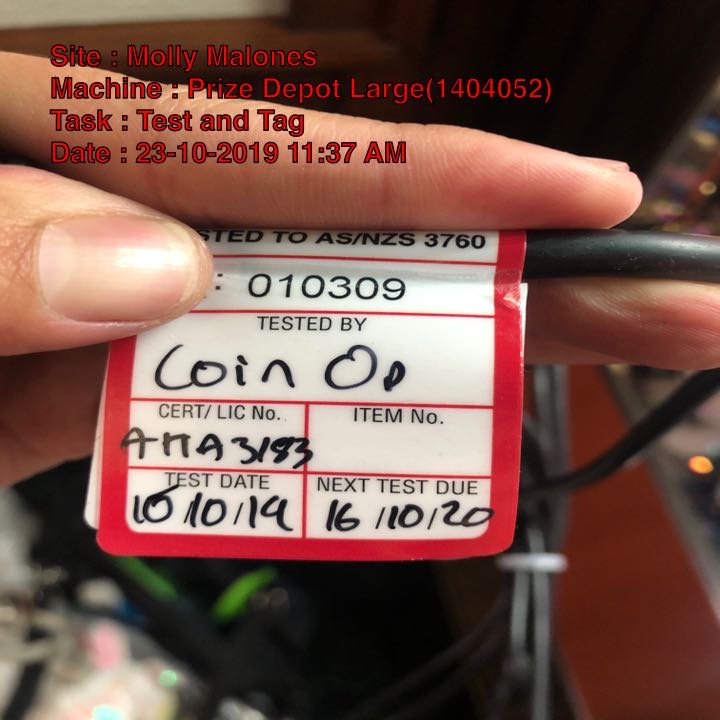 Site : Molly Malones
Machine : Prize Depot Large(1404052)
Task : Test and Tag
Date : 23-10-2019 11:37 AM
STED TO AS/NZS 3760
: 010309
TESTED BY
Coin Op
CERT/ LIC No. ITEM No.
AMA3183
TEST DATE NEXT TEST DUE
/10/19 16/10/20